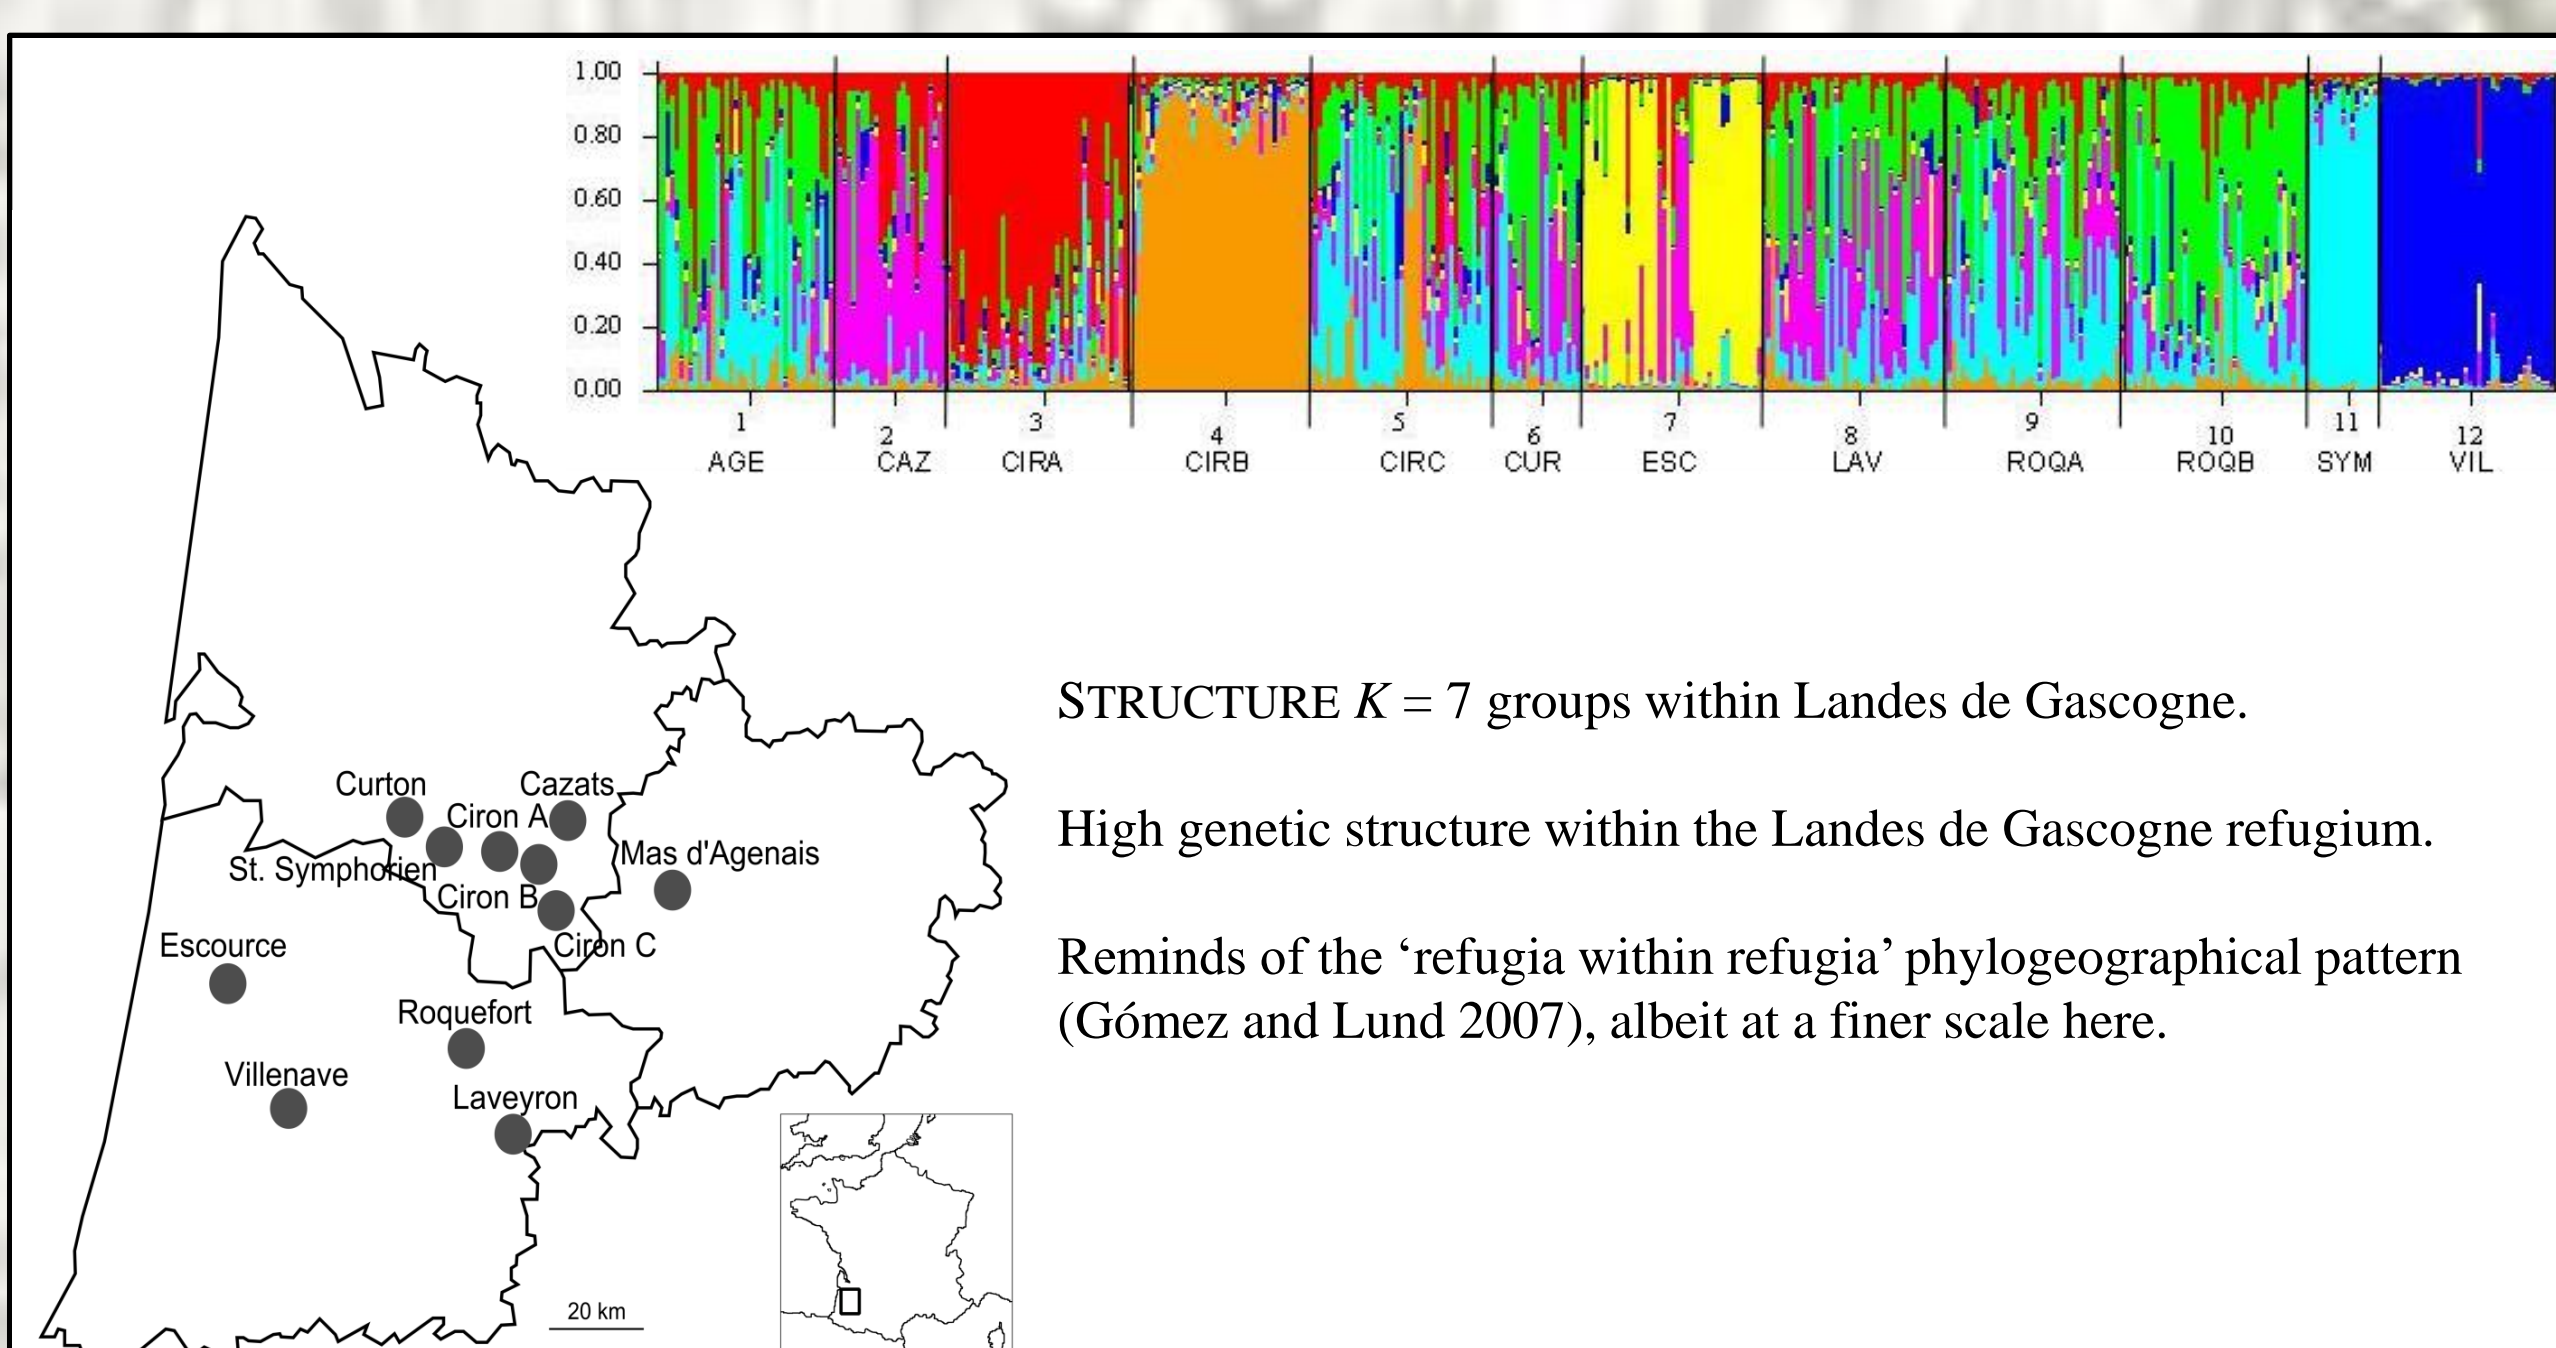 1.00
0.80
0.60
0.40
0.20
0.00
1 2 3 4 5 6 7 8 9 10 11 12
AGE CAZ CIRA CIRB CIRC CUR ESC LAV ROQA ROQB SYM VIL
STRUCTURE K = 7 groups within Landes de Gascogne.
High genetic structure within the Landes de Gascogne refugium.
Reminds of the ‘refugia within refugia’ phylogeographical pattern
(Gómez and Lund 2007), albeit at a finer scale here.
Curton
Cazats
Ciron A
Mas d'Agenais
St. Symphorien
Ciron B
Ciron C
Escource
Roquefort
Villenave
Laveyron
20 km